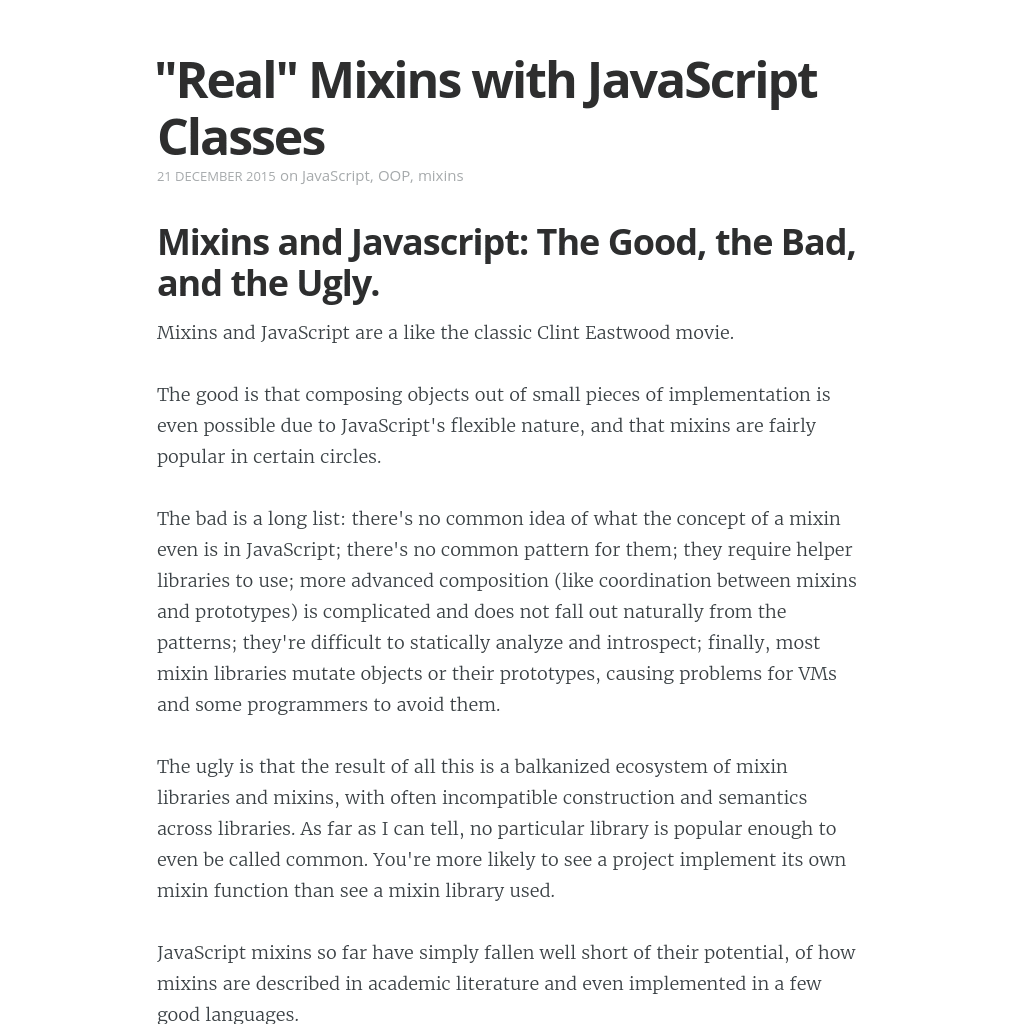 "Real" Mixins with JavaScript
Classes
21 DECEMBER 2015 on JavaScript, OOP, mixins
Mixins and Javascript: The Good, the Bad,
and the Ugly.
Mixins and JavaScript are a like the classic Clint Eastwood movie.
The good is that composing objects out of small pieces of implementation is
even possible due to JavaScript's flexible nature, and that mixins are fairly
popular in certain circles.
The bad is a long list: there's no common idea of what the concept of a mixin
even is in JavaScript; there's no common pattern for them; they require helper
libraries to use; more advanced composition (like coordination between mixins
and prototypes) is complicated and does not fall out naturally from the
patterns; they're difficult to statically analyze and introspect; finally, most
mixin libraries mutate objects or their prototypes, causing problems for VMs
and some programmers to avoid them.
The ugly is that the result of all this is a balkanized ecosystem of mixin
libraries and mixins, with often incompatible construction and semantics
across libraries. As far as I can tell, no particular library is popular enough to
even be called common. You're more likely to see a project implement its own
mixin function than see a mixin library used.
JavaScript mixins so far have simply fallen well short of their potential, of how
mixins are described in academic literature and even implemented in a few
good languages.